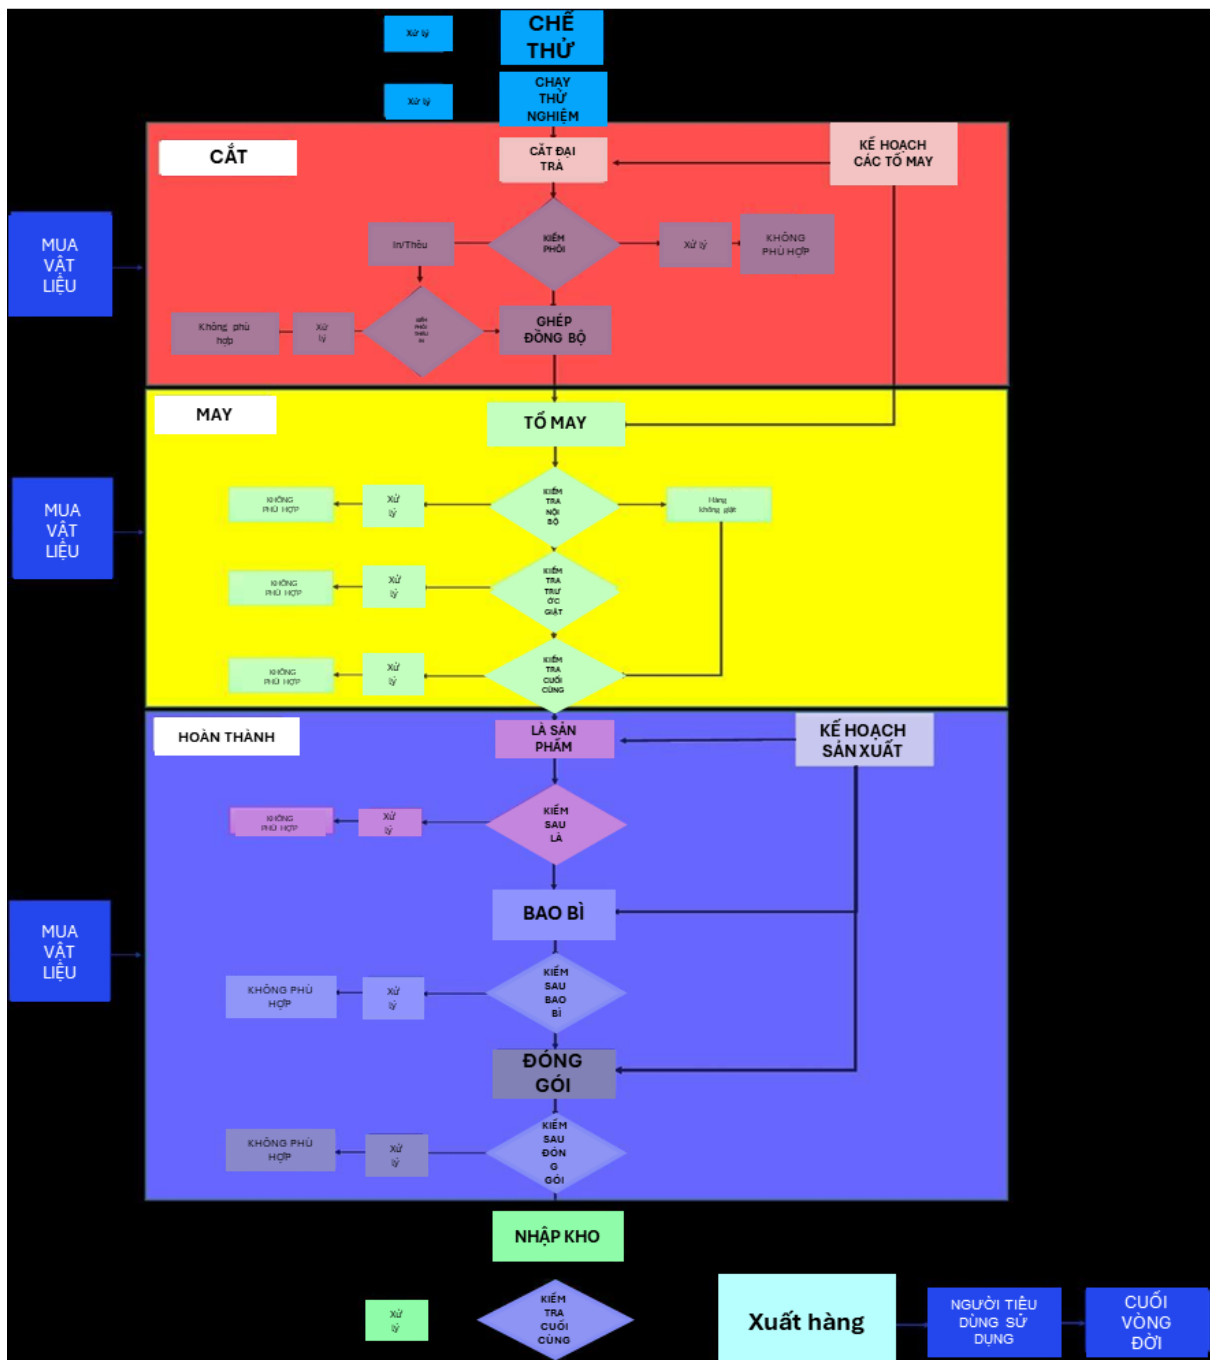 Xử lý
CHẾ
THỬ
Xử lý
CHẠY
THỬ
NGHIỆM
CẮT
CẮT ĐẠI
TRÀ
KẾ HOẠCH
CÁC TỔ MAY
MUA
VẬT
LIỆU
In/Thêu
KIỂM
PHÔI
Xử lý
KHÔNG
PHÙ HỢP
Không phù
hợp
Xử
lý
GHÉP
ĐỒNG BỘ
MAY
TỔ MAY
MUA
VẬT
LIỆU
KHÔNG
PHÙ HỢP
Xử
lý
KIỂM
TRA
NỘI
BỘ
Hàng
không giặt
KHÔNG
PHÙ HỢP
Xử
lý
KIỂM
TRA
TRƯ
ỚC
GIẶT
KHÔNG
PHÙ HỢP
Xử
lý
KIỂM
TRA
CUỐI
CÙNG
HOÀN THÀNH
LÀ SẢN
PHẨM
KẾ HOẠCH
SẢN XUẤT
KHÔNG
PHÙ HỢP
Xử
lý
KIỂM
SAU
LÀ
MUA
VẬT
LIỆU
BAO BÌ
KHÔNG PHÙ
HỢP
Xử
lý
KIỂM
SAU
BAO
BÌ
ĐÓNG
GÓI
KHÔNG PHÙ
HỢP
Xử
lý
KIỂM
SAU
ĐÓN
G
GÓI
NHẬP KHO
Xử
lý
KIỂM
TRA
CUỐI
CÙNG
Xuất hàng
NGƯỜI TIÊU
DÙNG SỬ
DỤNG
CUỐI
VÒNG
ĐỜI